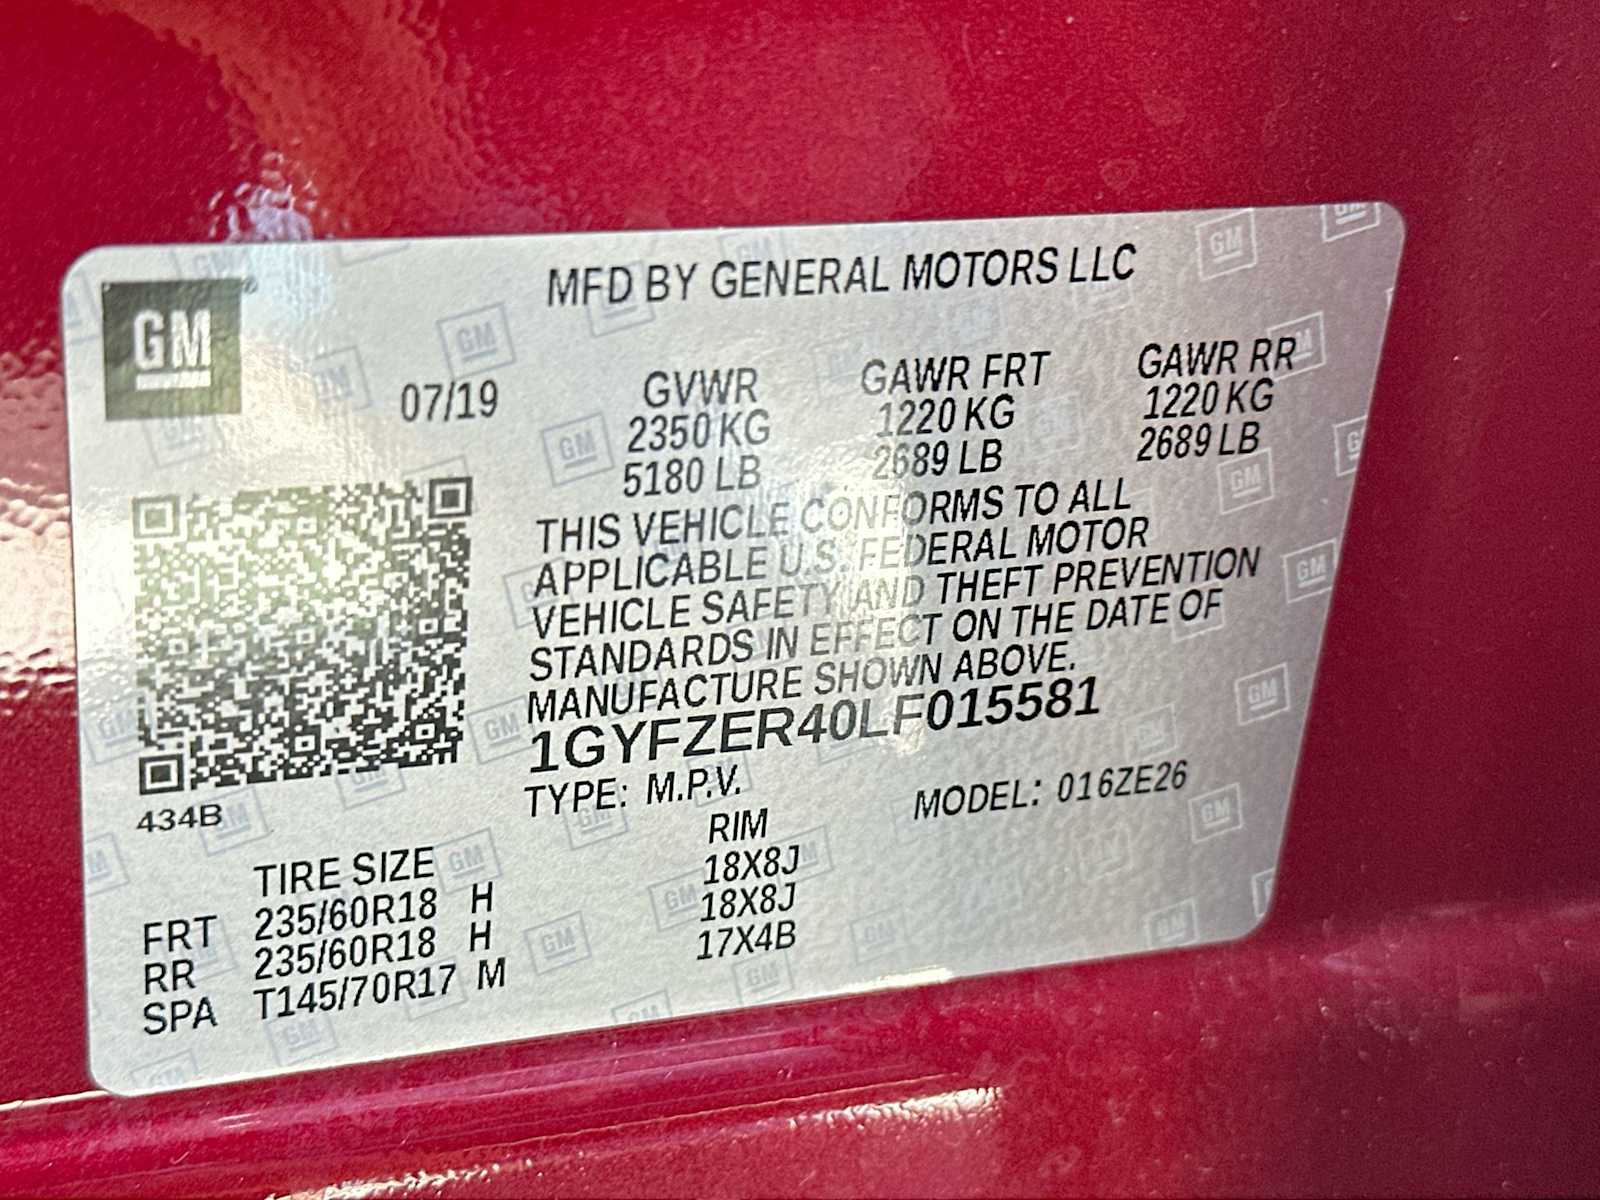 GM
MFD BY GENERAL MOTORS LLC
07/19
GVWR GAWR FRT GAWR RR
2350 KG 1220 KG 1220 KG
5180 LB 2689 LB 2689 LB
THIS VEHICLE CONFORMS TO ALL
APPLICABLE U.S. FEDERAL MOTOR
VEHICLE SAFETY AND THEFT PREVENTION
STANDARDS IN EFFECT ON THE DATE OF
MANUFACTURE SHOWN ABOVE.
1GYFZER40LF015581
TYPE: M.P.V. MODEL: 016ZE26
434B
TIRE SIZE RIM
FRT 235/60R18 H 18X8J
RR 235/60R18 H 18X8J
SPA T145/70R17 M 17X4B